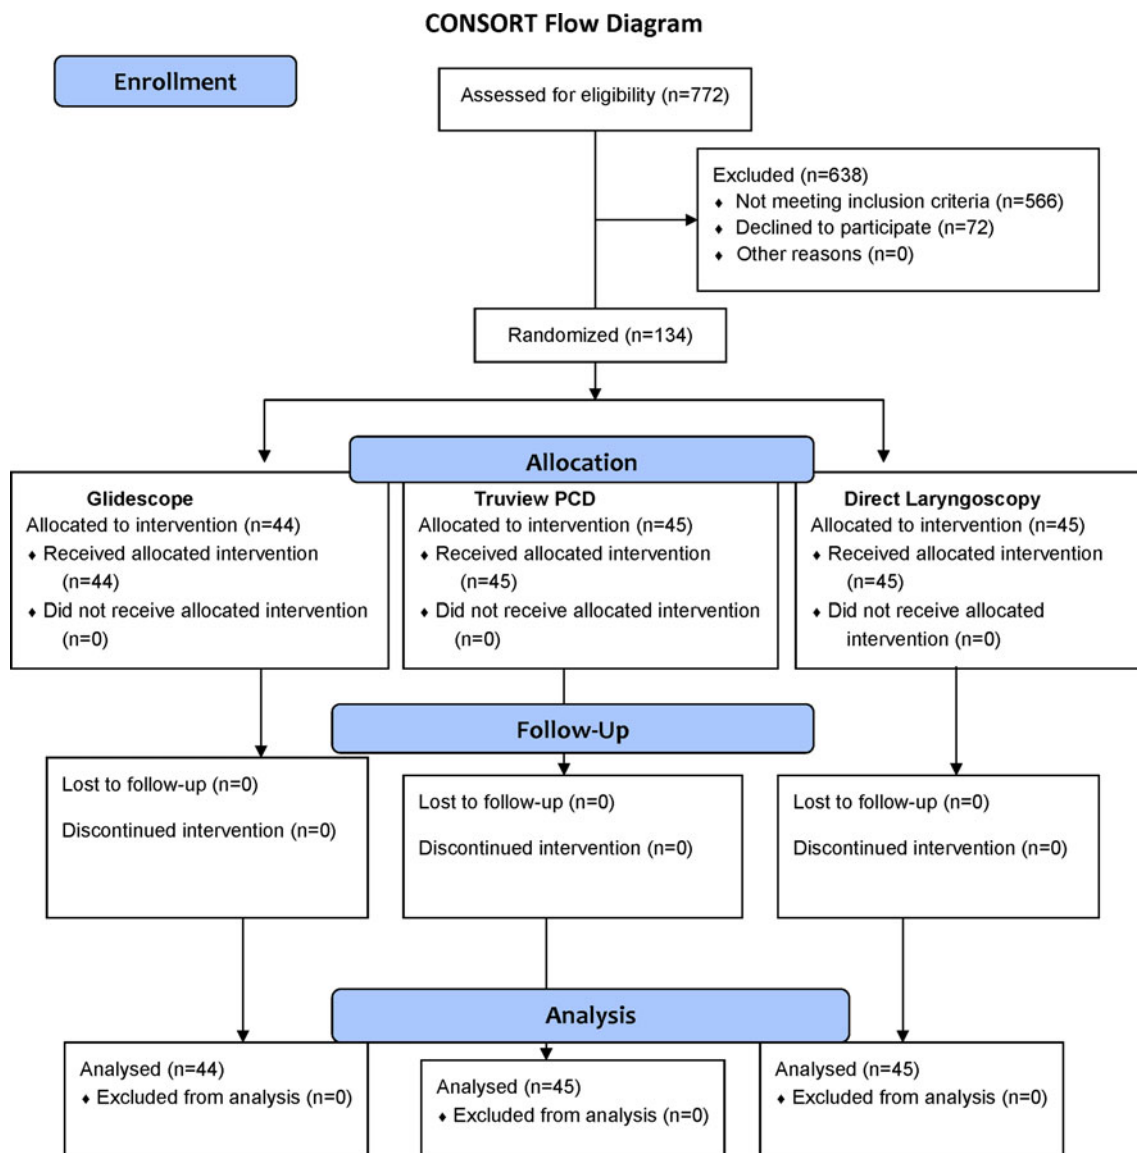 CONSORT Flow Diagram
Enrollment
Assessed for eligibility (n=772)
Excluded (n=638)
♦ Not meeting inclusion criteria (n=566)
♦ Declined to participate (n=72)
♦ Other reasons (n=0)
Randomized (n=134)
Allocation
Glidescope
Allocated to intervention (n=44)
♦ Received allocated intervention
(n=44)
♦ Did not receive allocated intervention
(n=0)
Truview PCD
Allocated to intervention (n=45)
♦ Received allocated intervention
(n=45)
♦ Did not receive allocated intervention
(n=0)
Direct Laryngoscopy
Allocated to intervention (n=45)
♦ Received allocated intervention
(n=45)
♦ Did not receive allocated
intervention (n=0)
Follow-Up
Lost to follow-up (n=0)
Discontinued intervention (n=0)
Lost to follow-up (n=0)
Discontinued intervention (n=0)
Lost to follow-up (n=0)
Discontinued intervention (n=0)
Analysis
Analysed (n=44)
♦ Excluded from analysis (n=0)
Analysed (n=45)
♦ Excluded from analysis (n=0)
Analysed (n=45)
♦ Excluded from analysis (n=0)